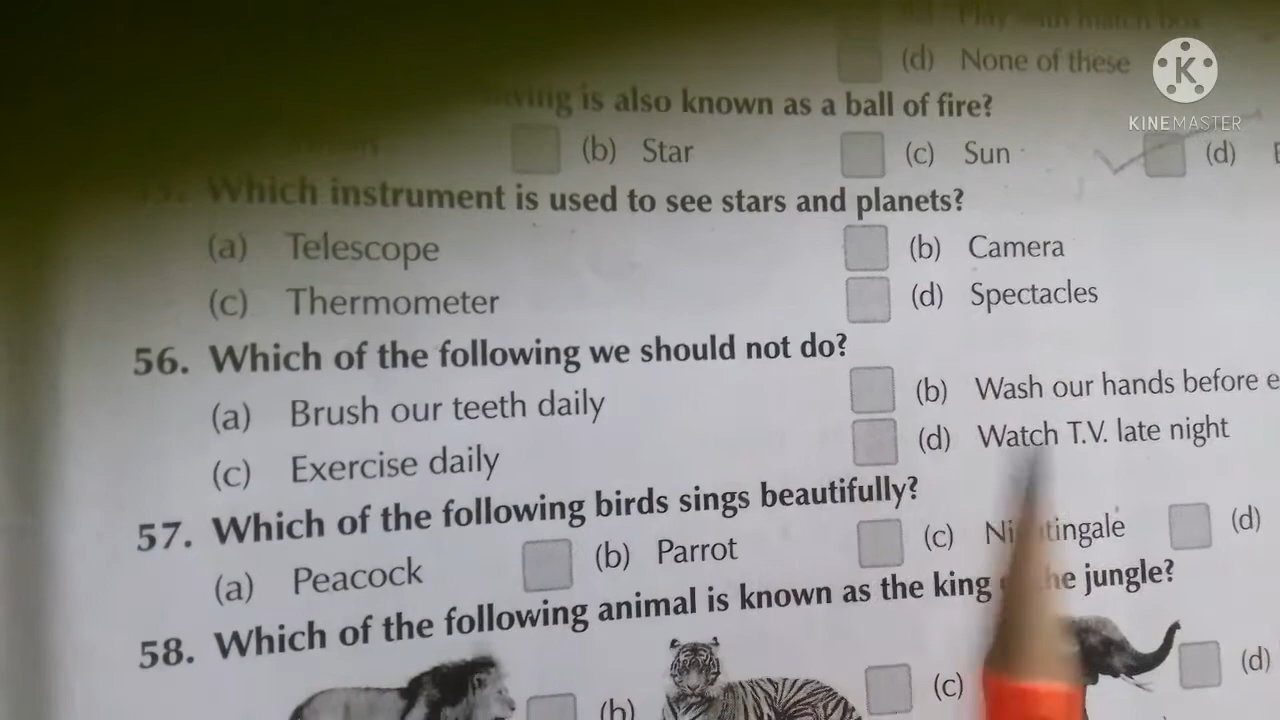 (d) None of these
is also known as a ball of fire?
(b) Star (c) Sun (d)
K
KINEMASTER
Which instrument is used to see stars and planets?
(a) Telescope (b) Camera
(c) Thermometer (d) Spectacles
56. Which of the following we should not do?
(a) Brush our teeth daily (b) Wash our hands before
(c) Exercise daily (d) Watch T.V. late night
57. Which of the following birds sings beautifully?
(a) Peacock (b) Parrot (c) Nightingale (d)
58. Which of the following animal is known as the king the jungle?
(b) (c) (d)